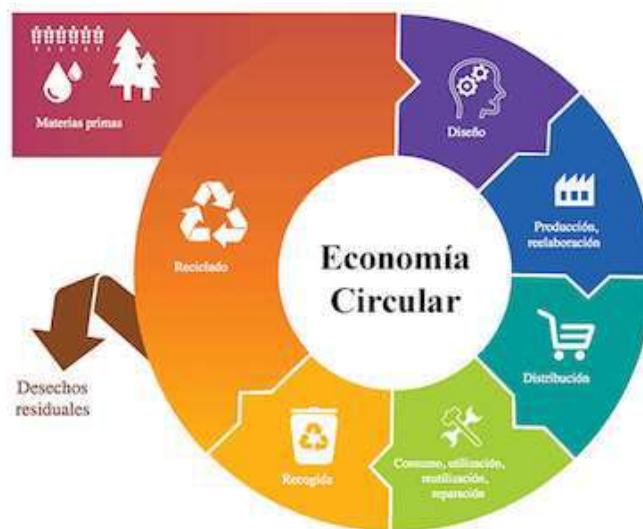 Materias primas
Diseño
Producción,
reelaboración
Reciclado
Economía
Circular
Distribución
Desechos
residuales
Recogida
Consumo, utilización,
reutilización,
reparación